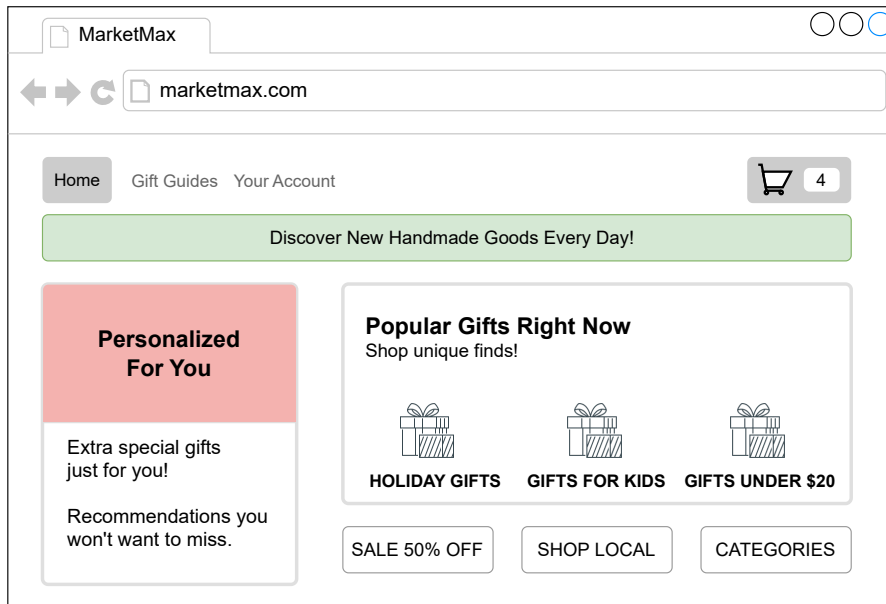 MarketMax
marketmax.com
Home Gift Guides Your Account 4
Discover New Handmade Goods Every Day!
Personalized
For You
Extra special gifts
just for you!
Recommendations you
won't want to miss.
Popular Gifts Right Now
Shop unique finds!
HOLIDAY GIFTS GIFTS FOR KIDS GIFTS UNDER $20
SALE 50% OFF SHOP LOCAL CATEGORIES